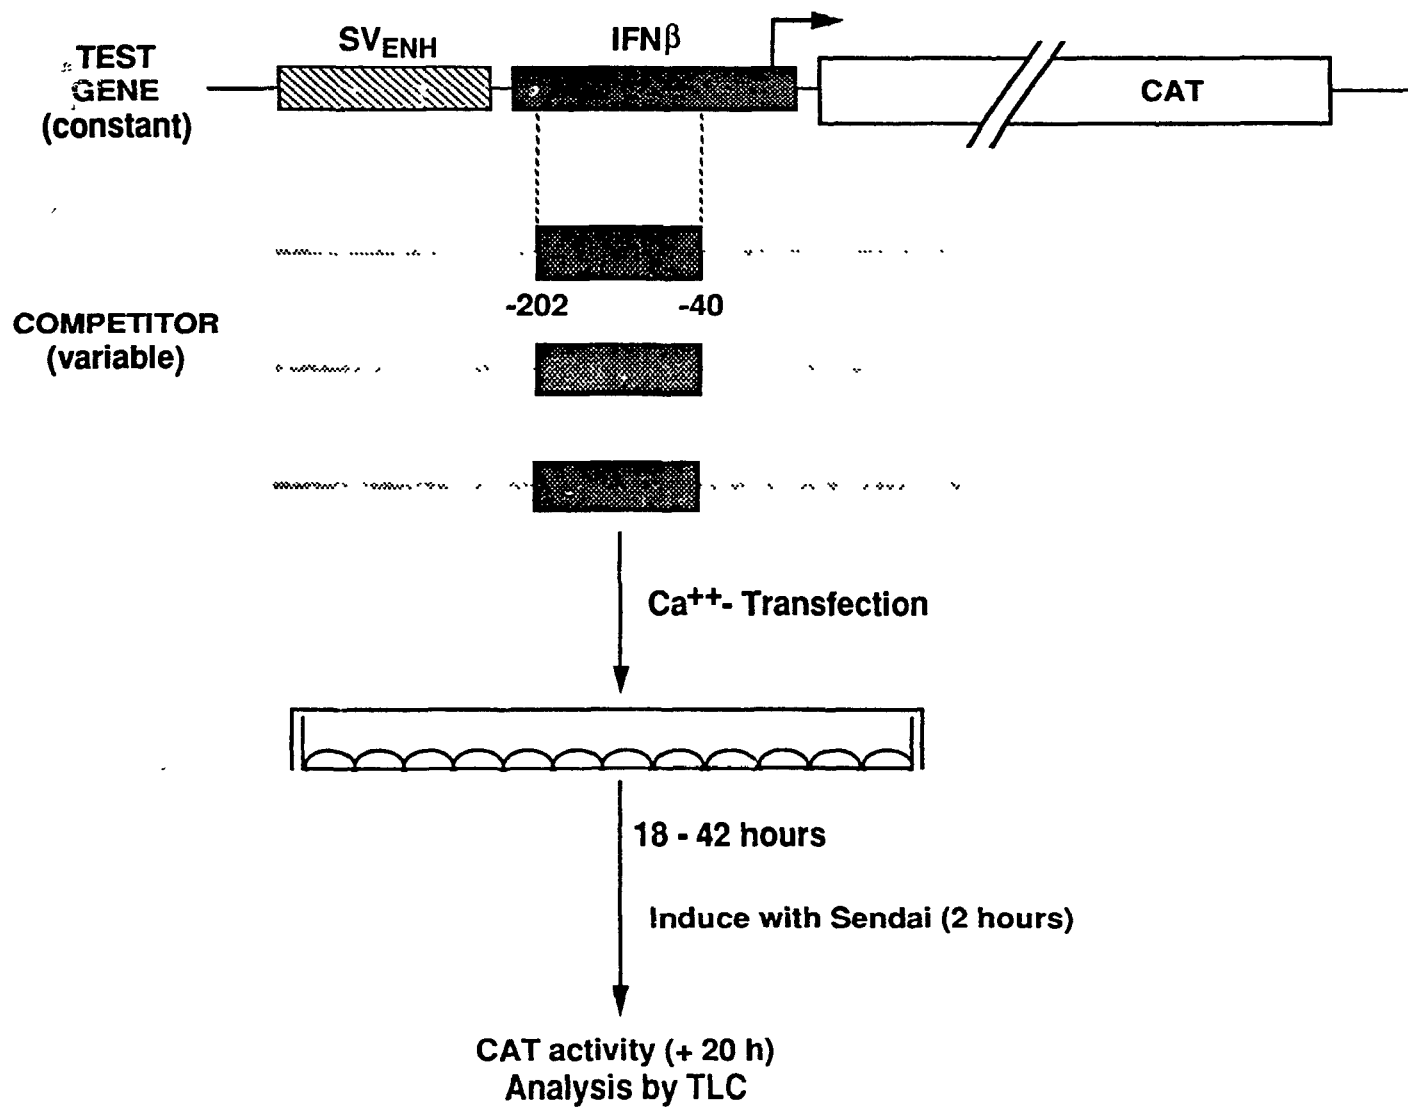 TEST
GENE
(constant)
SVENH
IFNβ
CAT
-202
-40
COMPETITOR
(variable)
Ca++- Transfection
18 - 42 hours
Induce with Sendai (2 hours)
CAT activity (+ 20 h)
Analysis by TLC